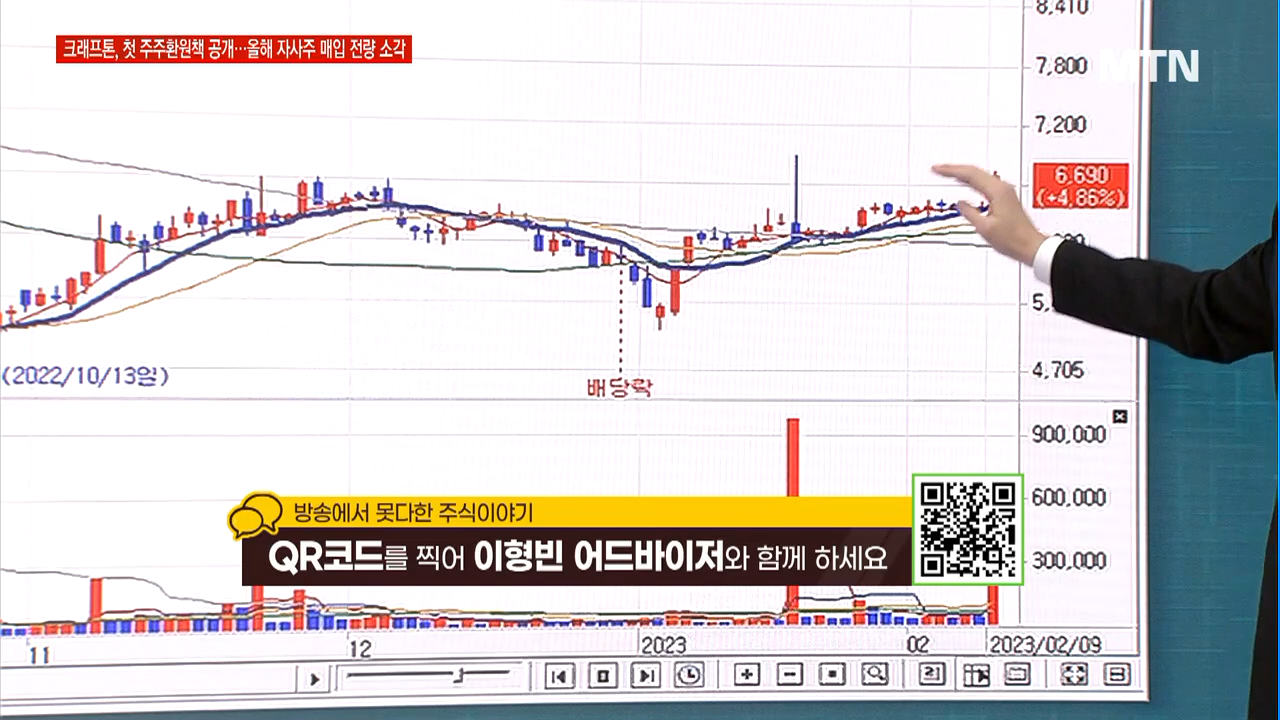 크래프톤, 첫 주주환원책 공개…올해 자사주 매입 전량 소각
MTN
8,410
7,800
7,200
6,690
(+4,86%)
4,705
(2022/10/13일)
배당락
900,000
600,000
300,000
방송에서 못다한 주식이야기
QR코드를 찍어 이형빈 어드바이저와 함께 하세요
11
12
2023
02
2023/02/09